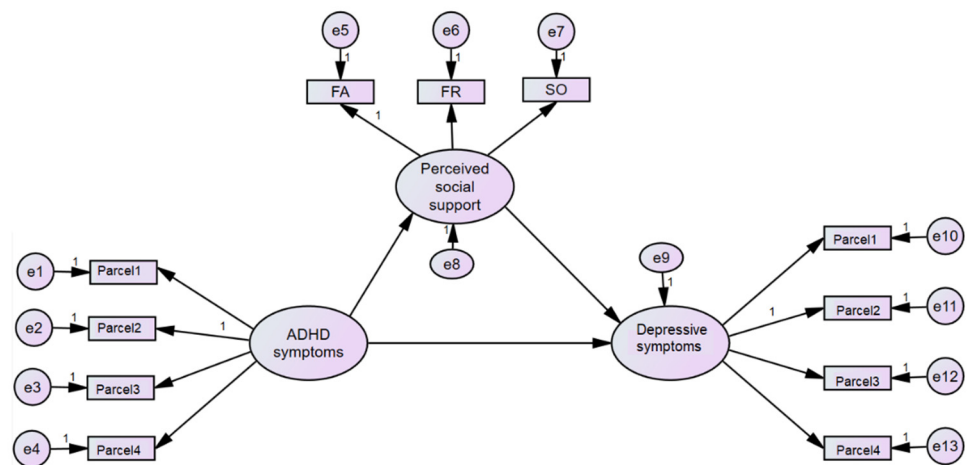 e5
e6
e7
1
1
1
FA
FR
SO
1
Perceived
social
support
1
e8
e9
1
e1
1
Parcel1
e2
1
Parcel2
1
e3
1
Parcel3
e4
1
Parcel4
ADHD
symptoms
Depressive
symptoms
Parcel1
1
e10
1
Parcel2
1
e11
Parcel3
1
e12
Parcel4
1
e13